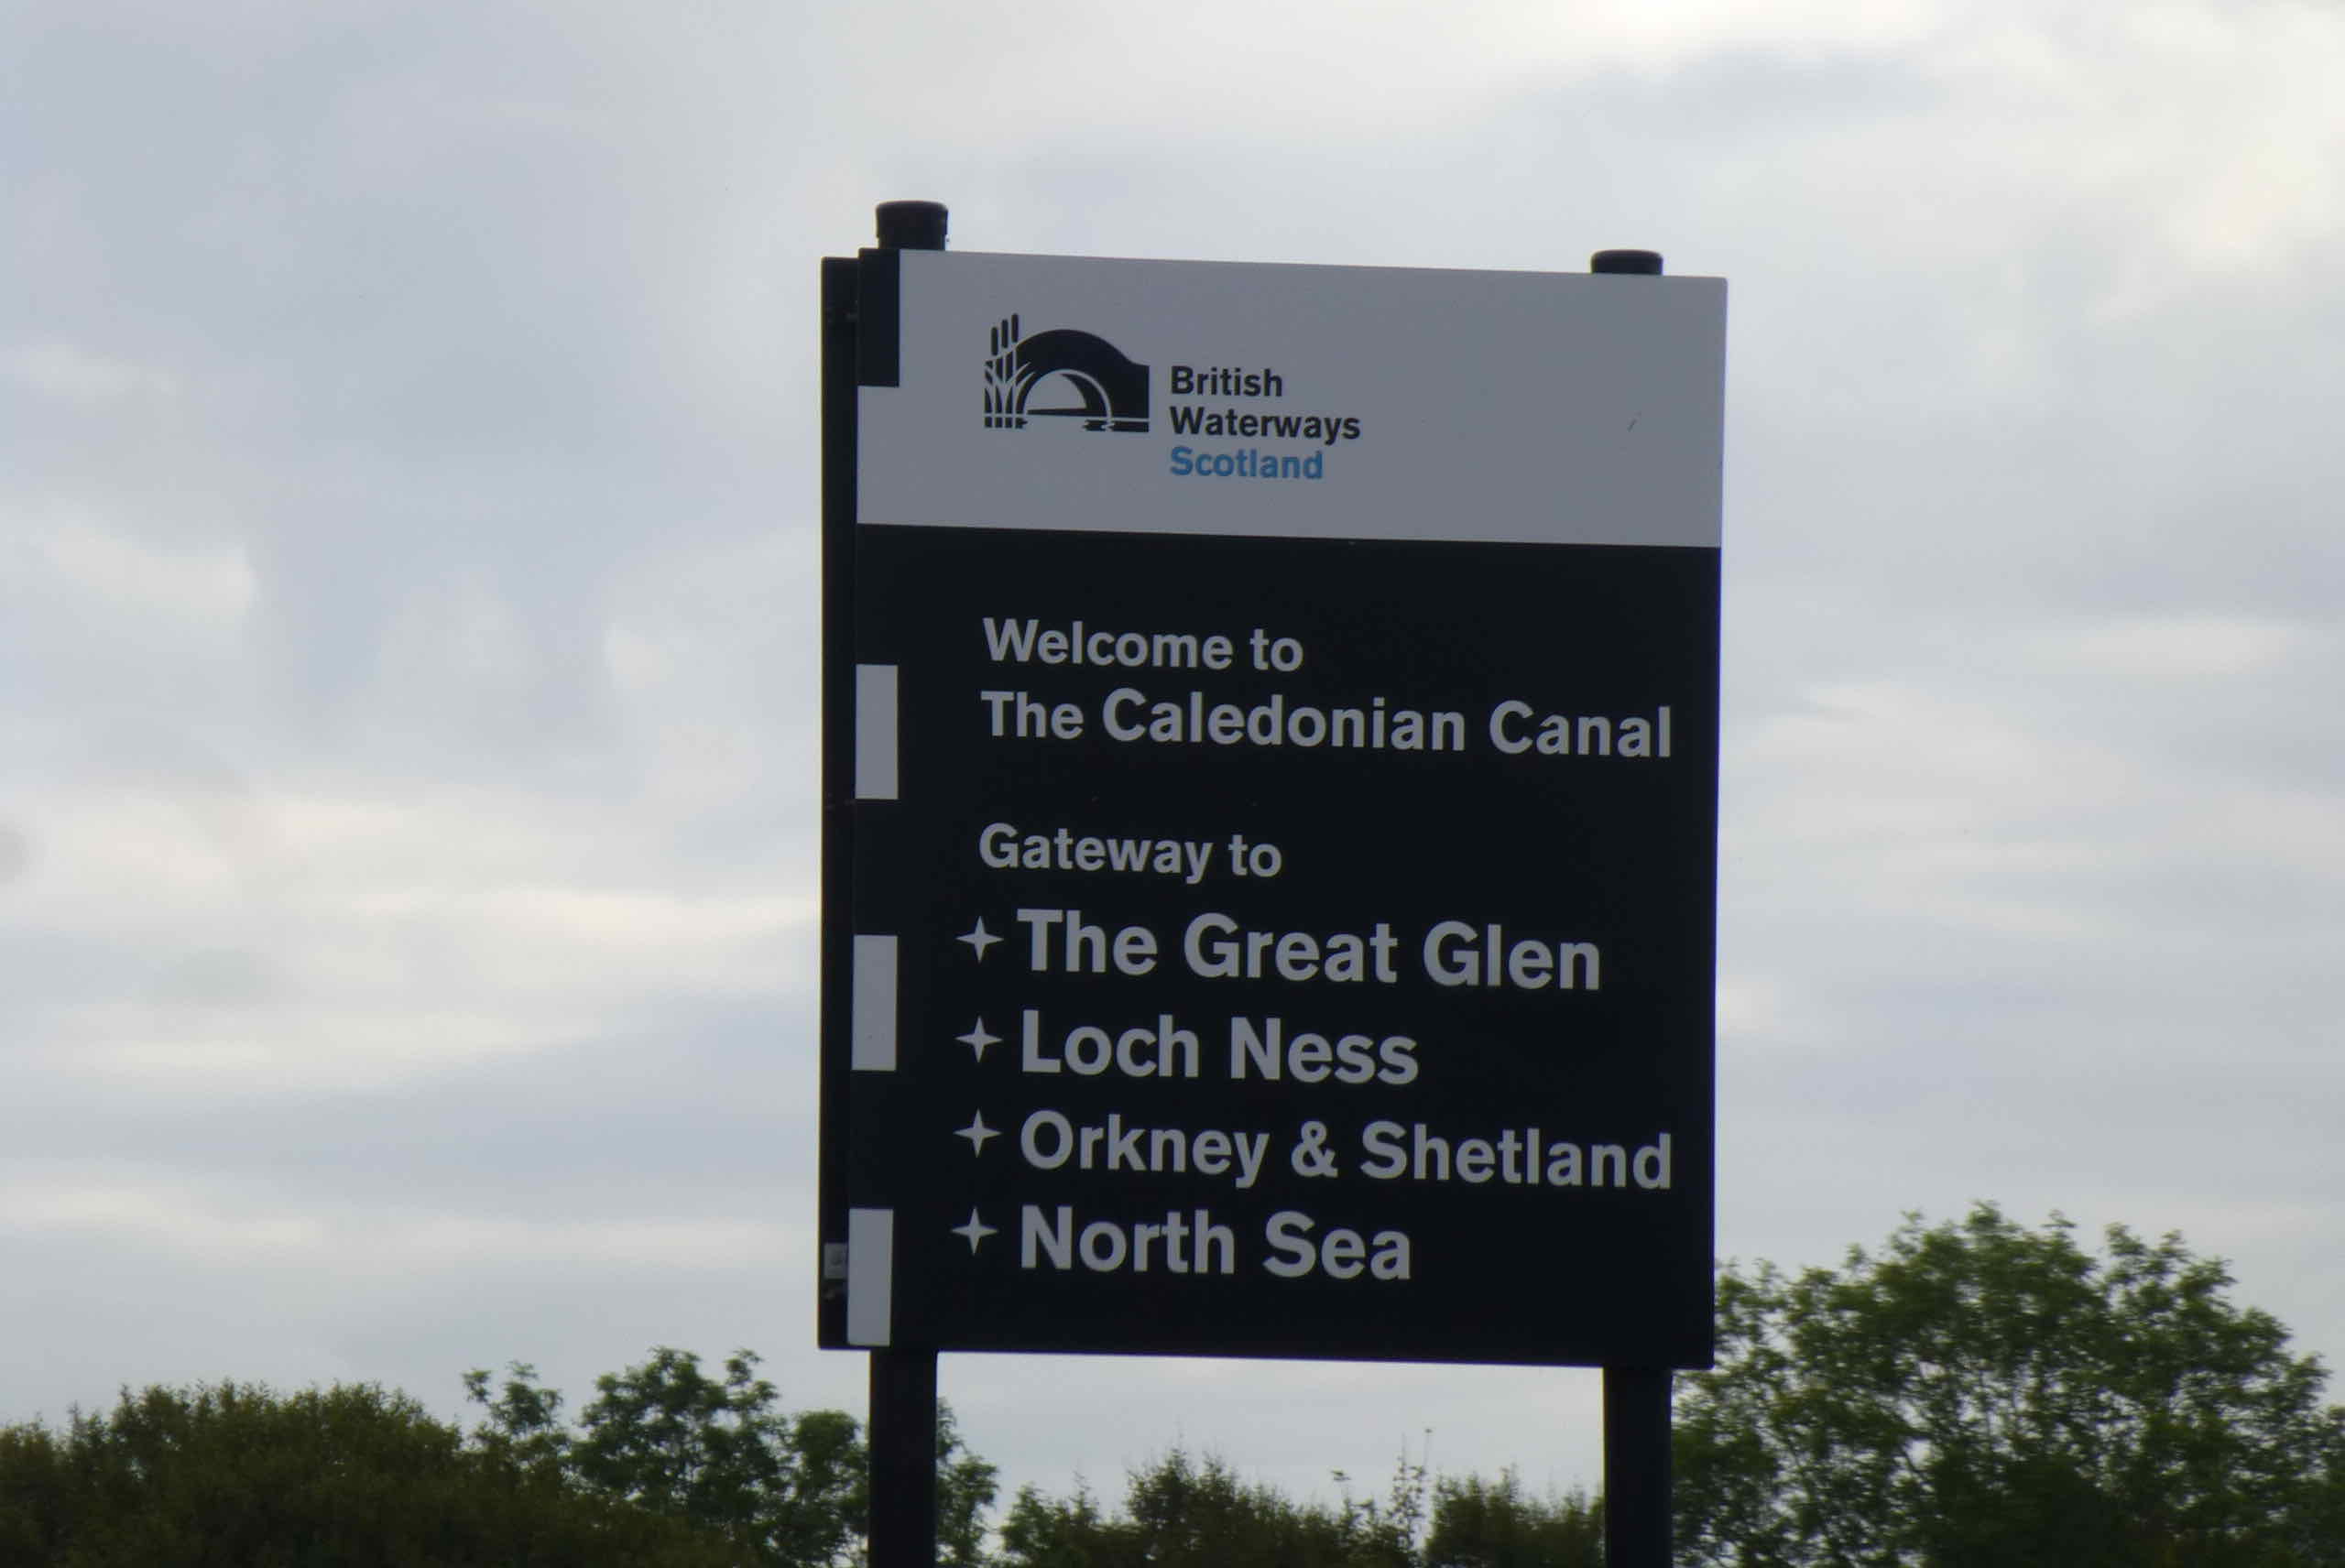 British
Waterways
Scotland
Welcome to
The Caledonian Canal
Gateway to
The Great Glen
Loch Ness
Orkney & Shetland
North Sea